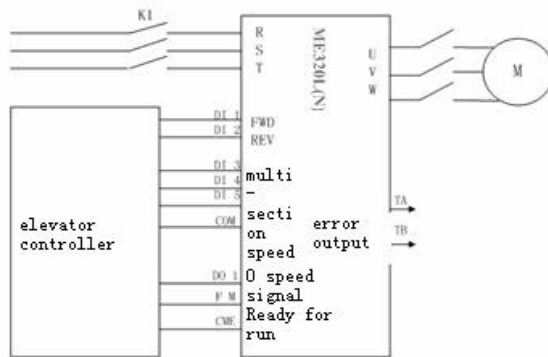 K1
R
S
T
ME320L(N)
U
V
W
M
DI 1
FWD
DI 2
REV
DI 3
multi
DI 4
-
DI 5
secti
on
speed
COM
elevator
controller
error
output
TA
TB
DO 1
0 speed
signal
F M
Ready for
run
CME